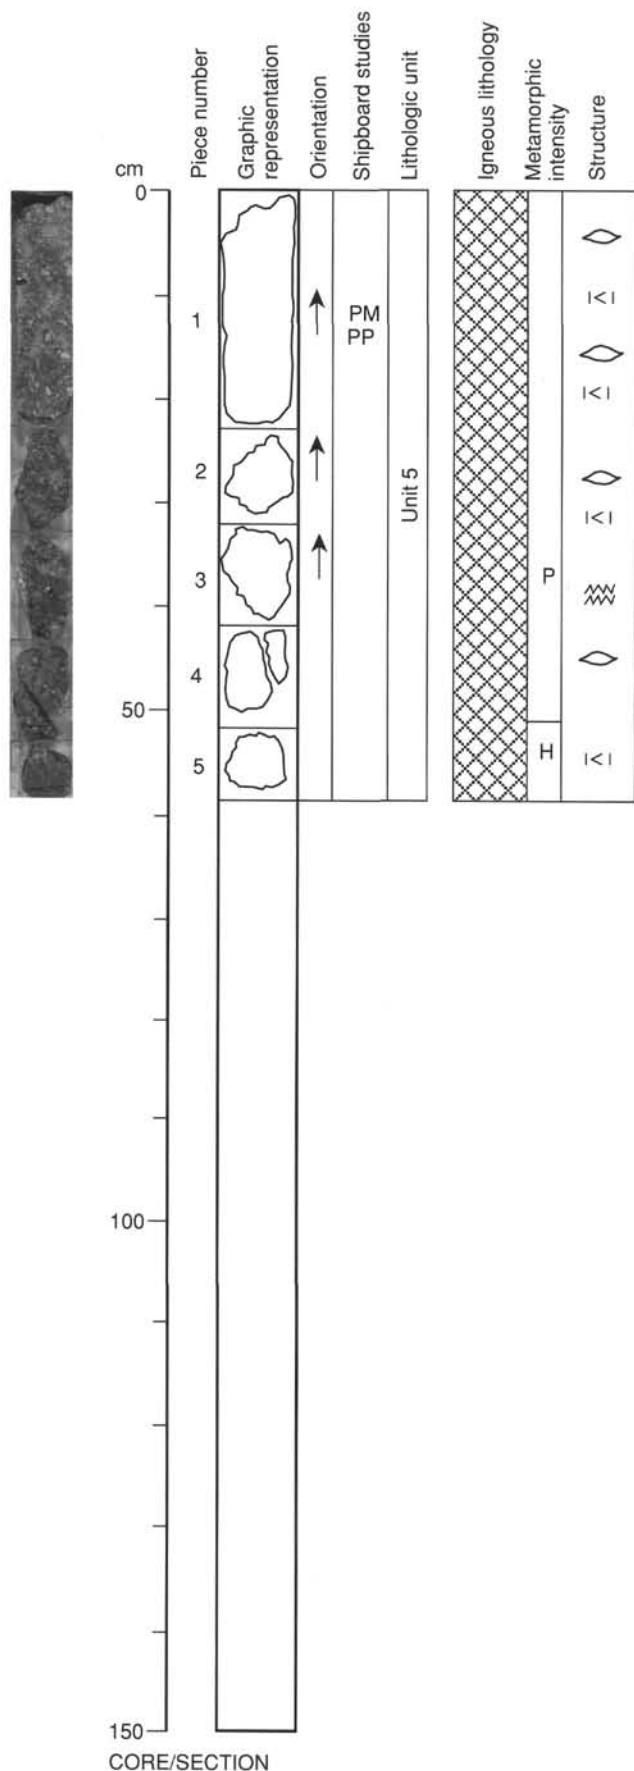 cm
Piece number
Graphic
representation
Orientation
Shipboard studies
Lithologic unit
Igneous lithology
Metamorphic
intensity
Structure
0
1
PM
PP
2
Unit 5
3
P
4
50
5
H
100
150
CORE/SECTION